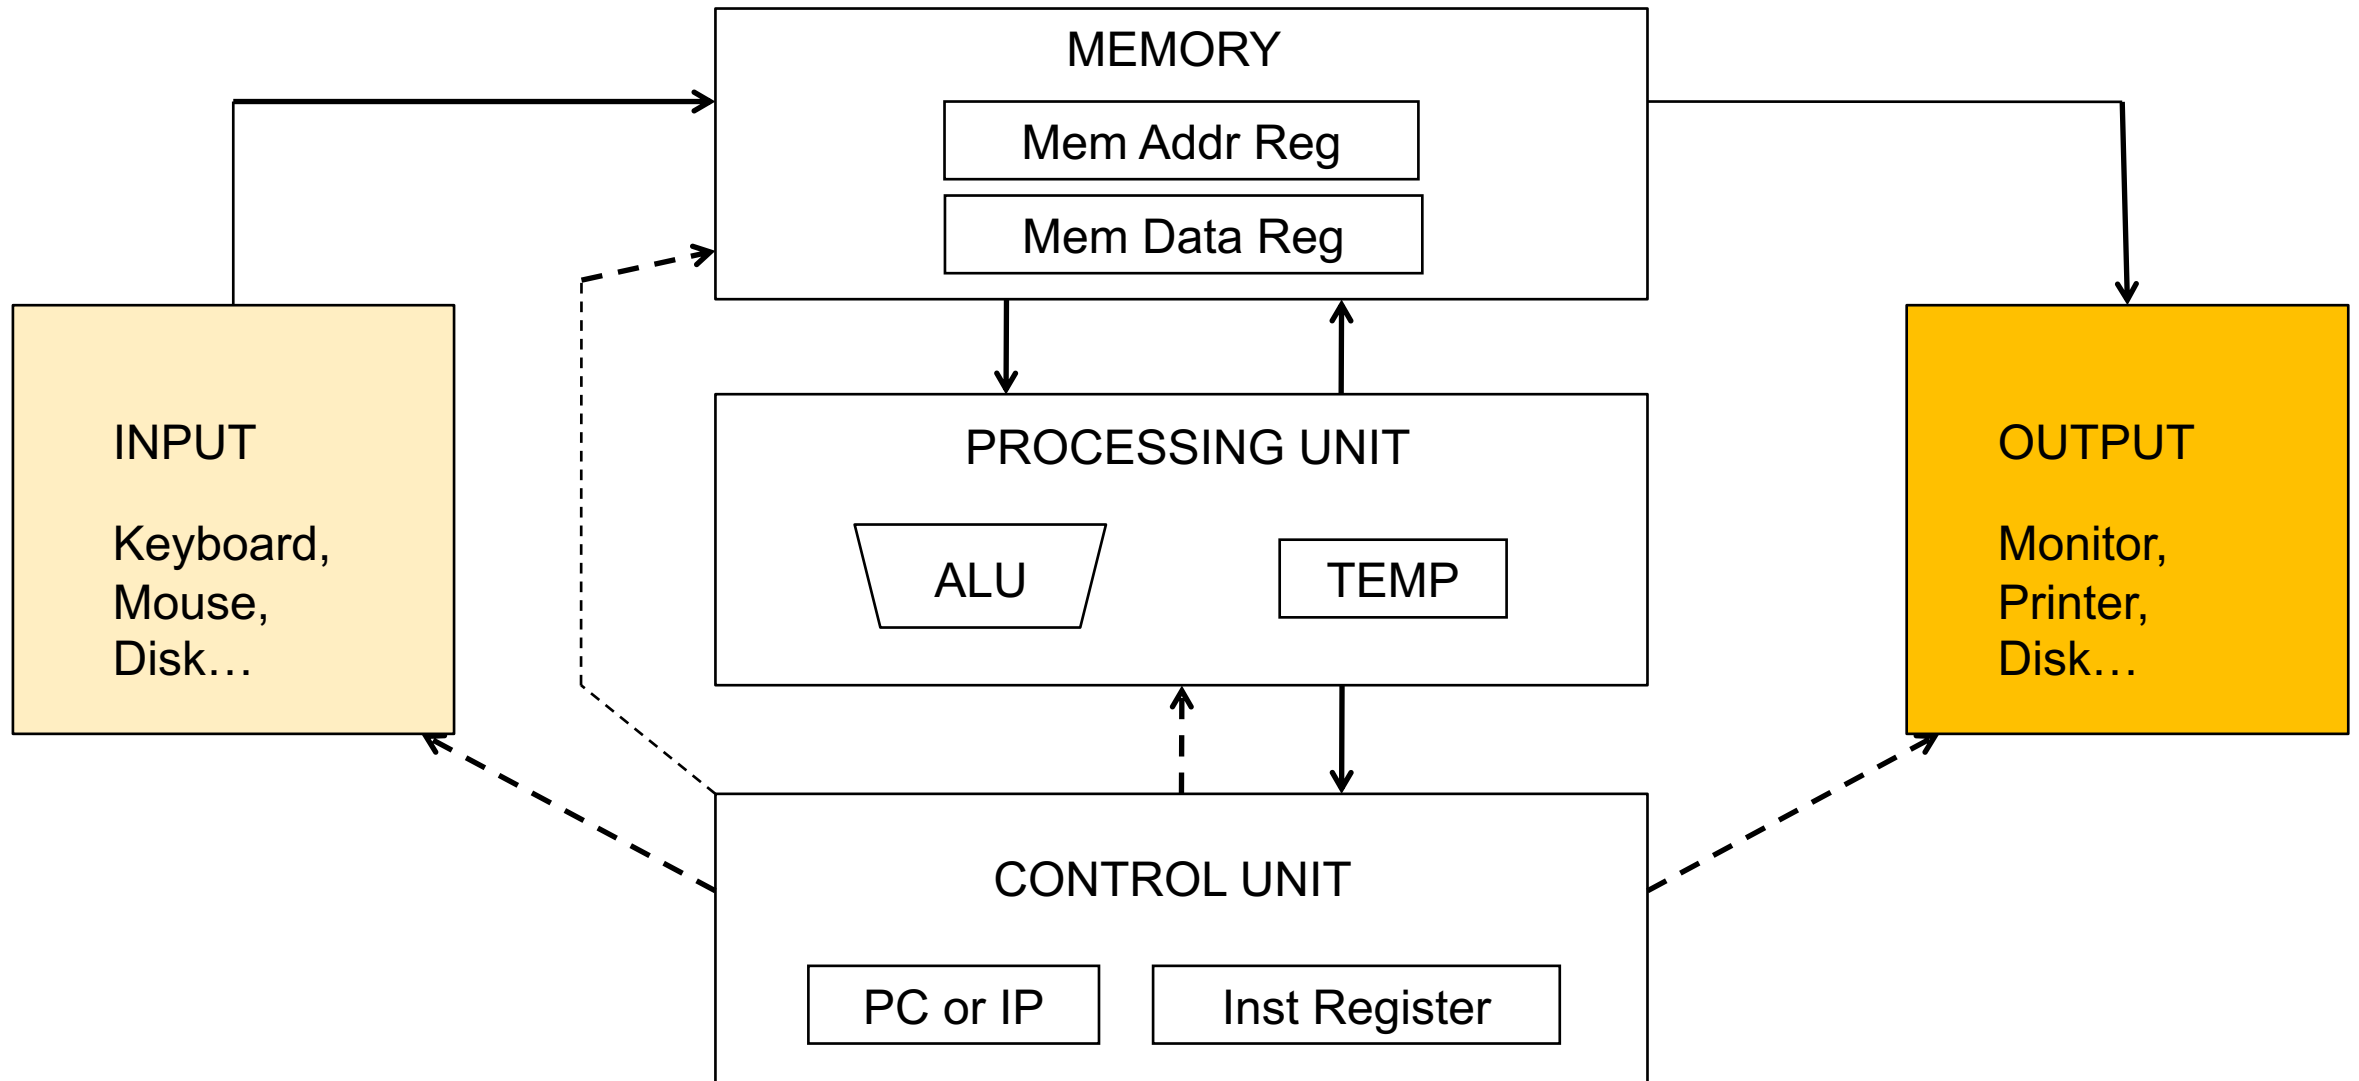 MEMORY
Mem Addr Reg
Mem Data Reg
INPUT
Keyboard,
Mouse,
Disk…
PROCESSING UNIT
ALU
TEMP
OUTPUT
Monitor,
Printer,
Disk…
CONTROL UNIT
PC or IP
Inst Register